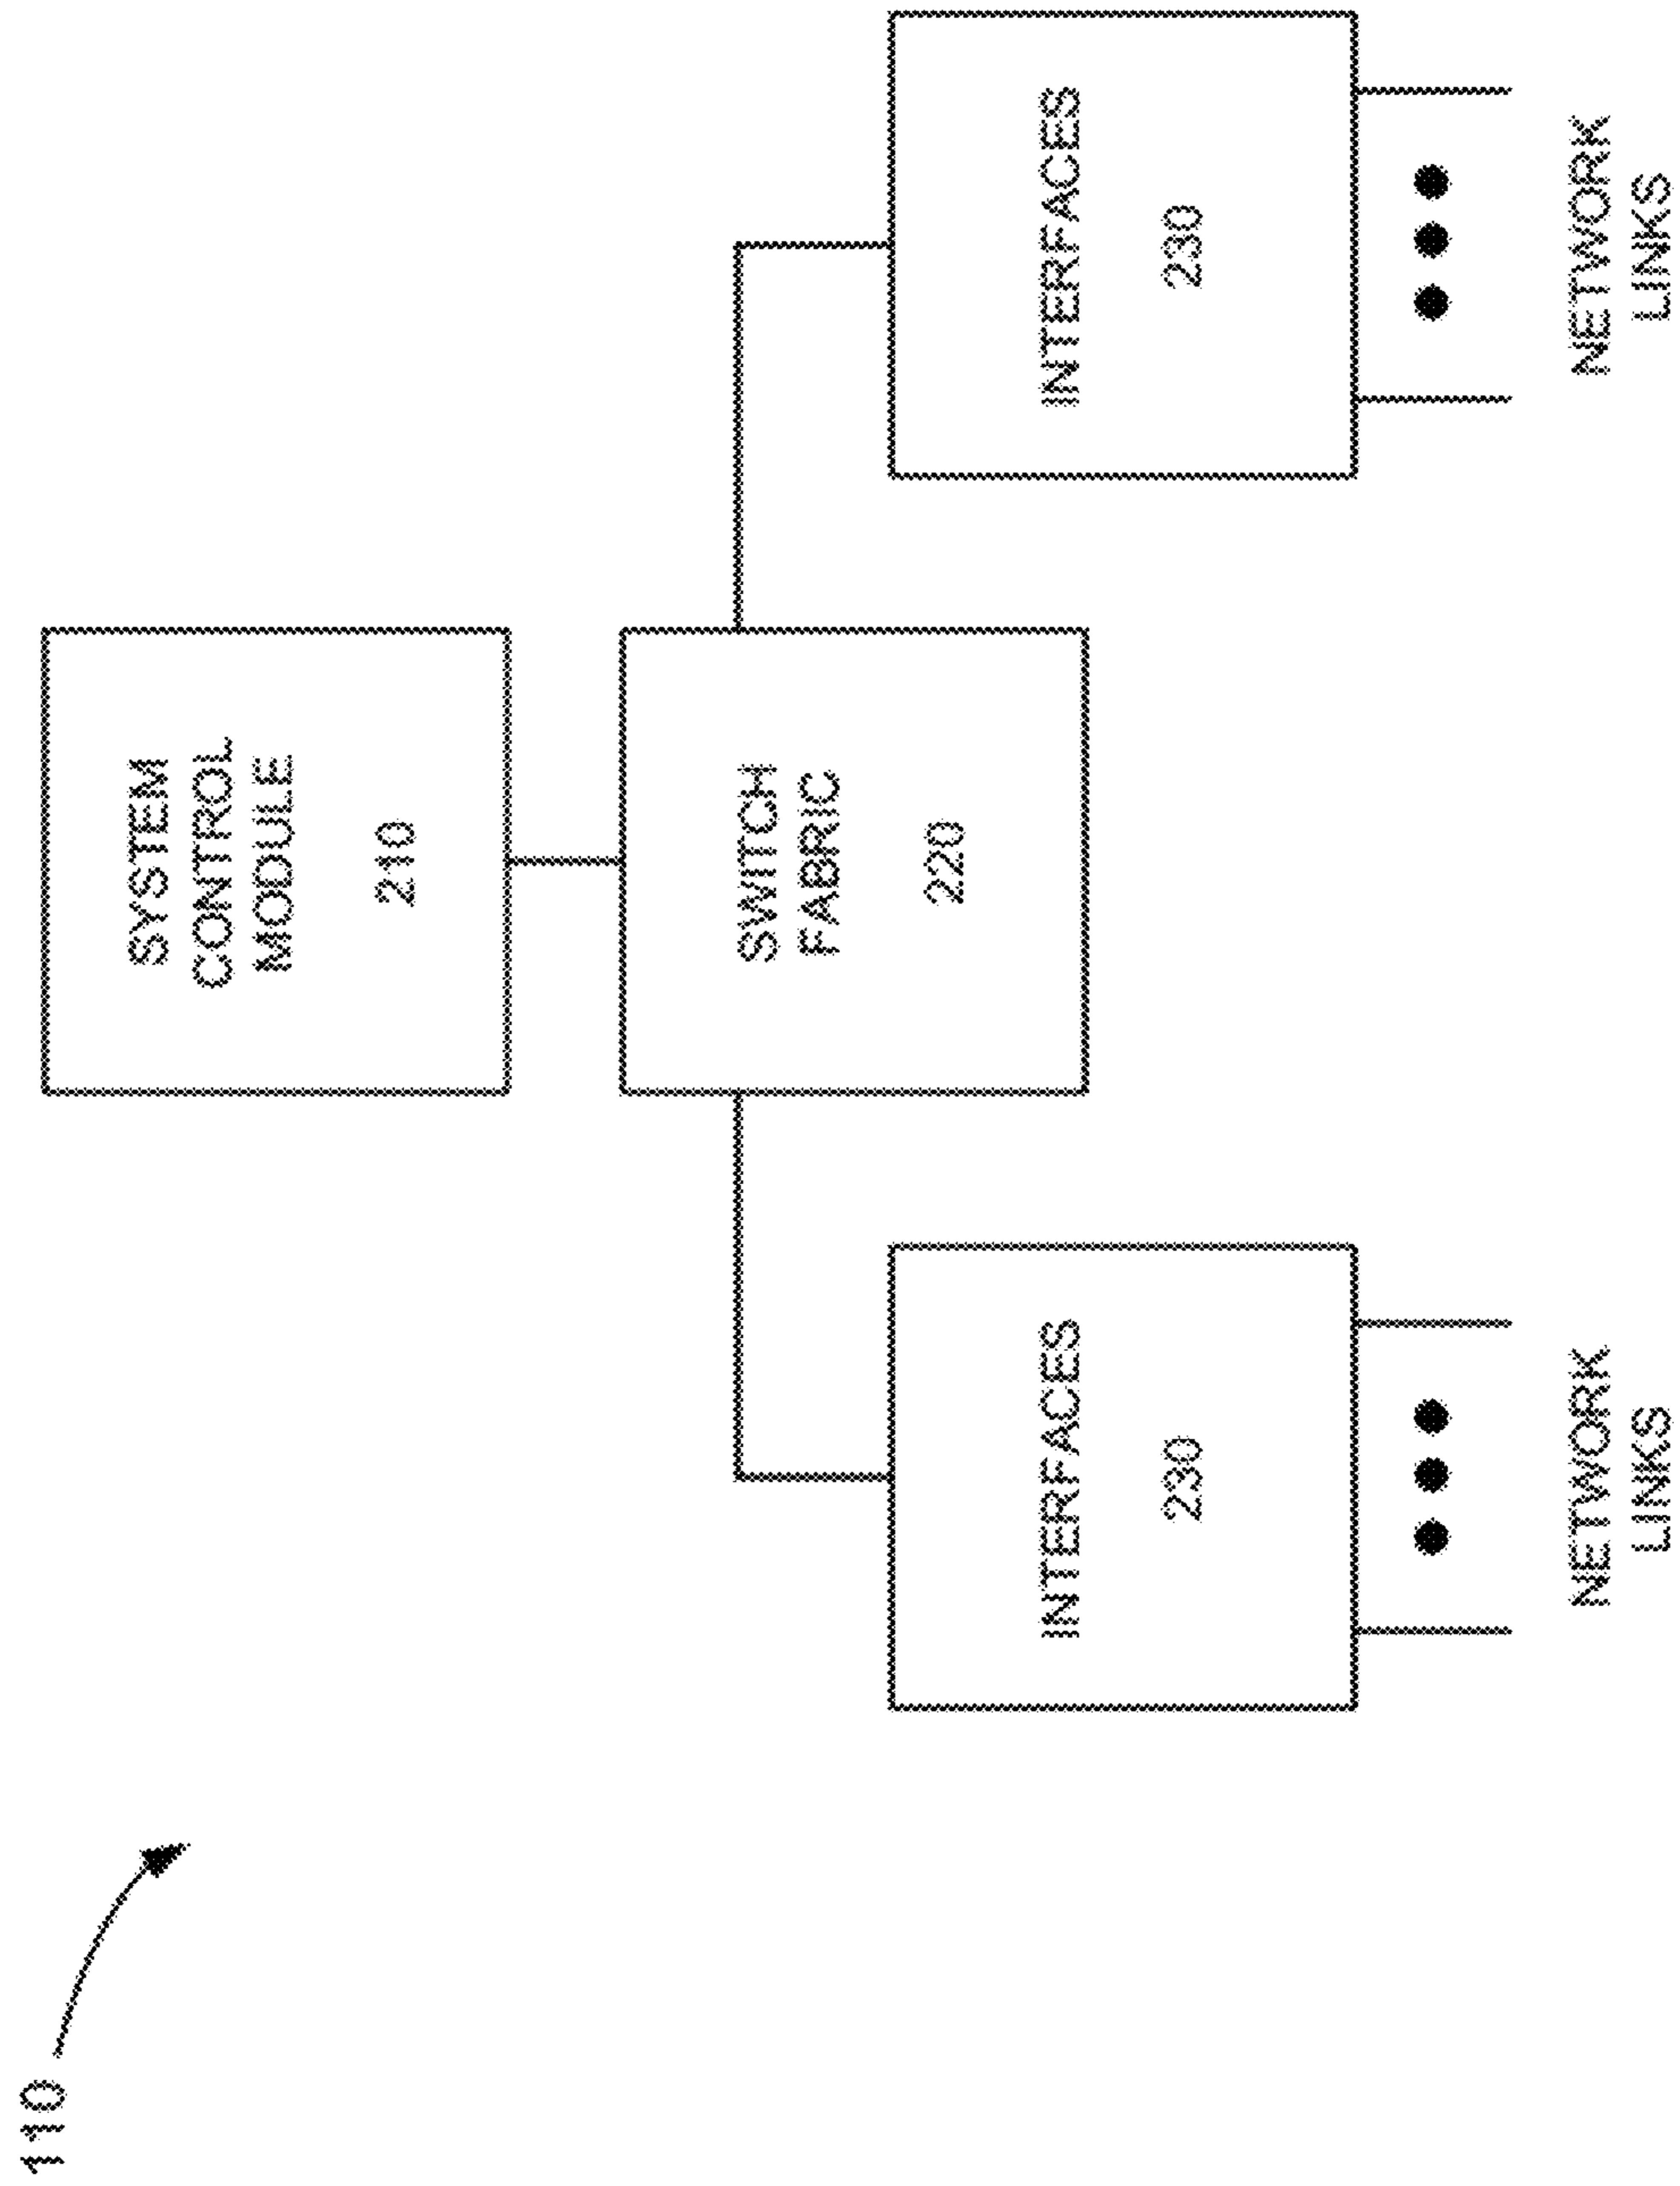 110
SYSTEM
CONTROL
MODULE
210
SWITCH
FABRIC
220
INTERFACES
230
NETWORK
LINKS
INTERFACES
230
NETWORK
LINKS